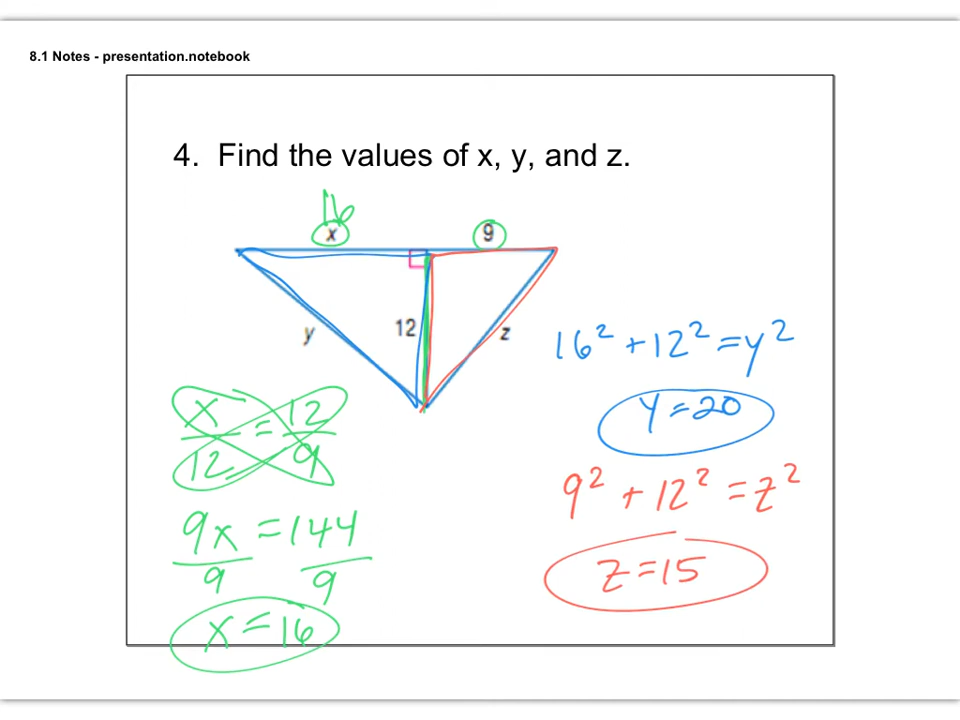 8.1 Notes - presentation.notebook
4. Find the values of x, y, and z.
16
x 9
y 12 z
16² + 12² = y²
y = 20
9² + 12² = z²
z = 15
x/12 = 12/9
9x = 144
9 9
x = 16